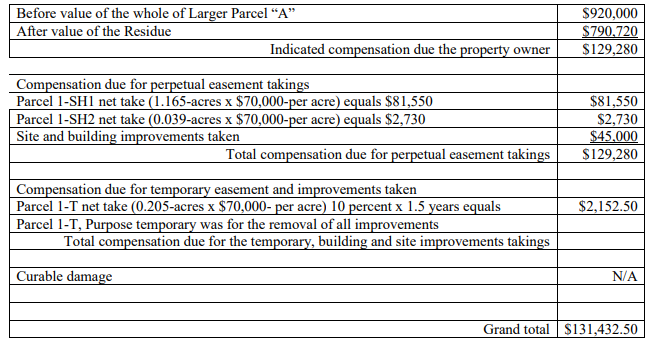 Before value of the whole of Larger Parcel “A” $920,000
After value of the Residue $790,720
Indicated compensation due the property owner $129,280
Compensation due for perpetual easement takings
Parcel 1-SH1 net take (1.165-acres x $70,000-per acre) equals $81,550 $81,550
Parcel 1-SH2 net take (0.039-acres x $70,000-per acre) equals $2,730 $2,730
Site and building improvements taken $45,000
Total compensation due for perpetual easement takings $129,280
Compensation due for temporary easement and improvements taken
Parcel 1-T net take (0.205-acres x $70,000- per acre) 10 percent x 1.5 years equals $2,152.50
Parcel 1-T, Purpose temporary was for the removal of all improvements
Total compensation due for the temporary, building and site improvements takings
Curable damage N/A
Grand total $131,432.50